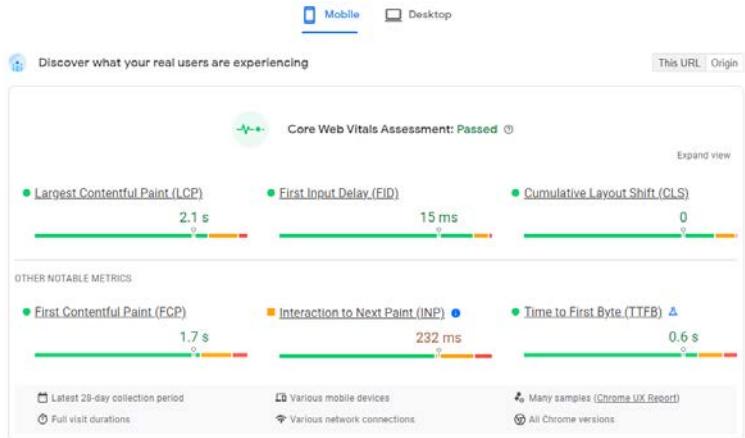 Mobile Desktop
Discover what your real users are experiencing This URL Origin
Core Web Vitals Assessment: Passed
Expand view
Largest Contentful Paint (LCP) First Input Delay (FID) Cumulative Layout Shift (CLS)
2.1 s 15 ms 0
OTHER NOTABLE METRICS
First Contentful Paint (FCP) Interaction to Next Paint (INP) Time to First Byte (TTFB)
1.7 s 232 ms 0.6 s
Latest 28-day collection period Various mobile devices Many samples (Chrome UX Report)
Full visit durations Various network connections All Chrome versions